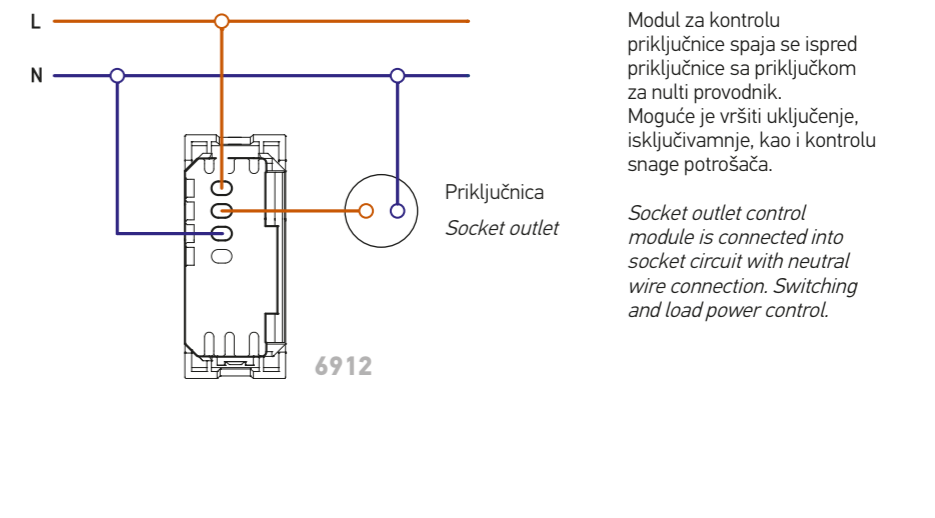 L
N
Priključnica
Socket outlet
6912
Modul za kontrolu
priključnice spaja se ispred
priključnice sa priključkom
za nulti provodnik.
Moguće je vršiti uključenje,
isključivamnje, kao i kontrolu
snage potrošača.
Socket outlet control
module is connected into
socket circuit with neutral
wire connection. Switching
and load power control.